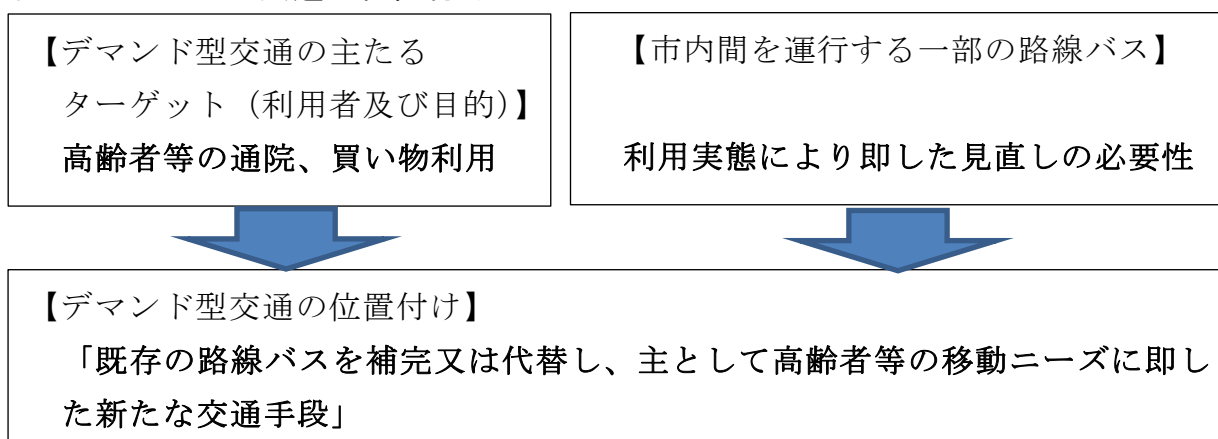 【デマンド型交通の主たる
ターゲット（利用者及び目的）】
高齢者等の通院、買い物利用
【市内間を運行する一部の路線バス】
利用実態により即した見直しの必要性
【デマンド型交通の位置付け】
「既存の路線バスを補完又は代替し、主として高齢者等の移動ニーズに即し
た新たな交通手段」